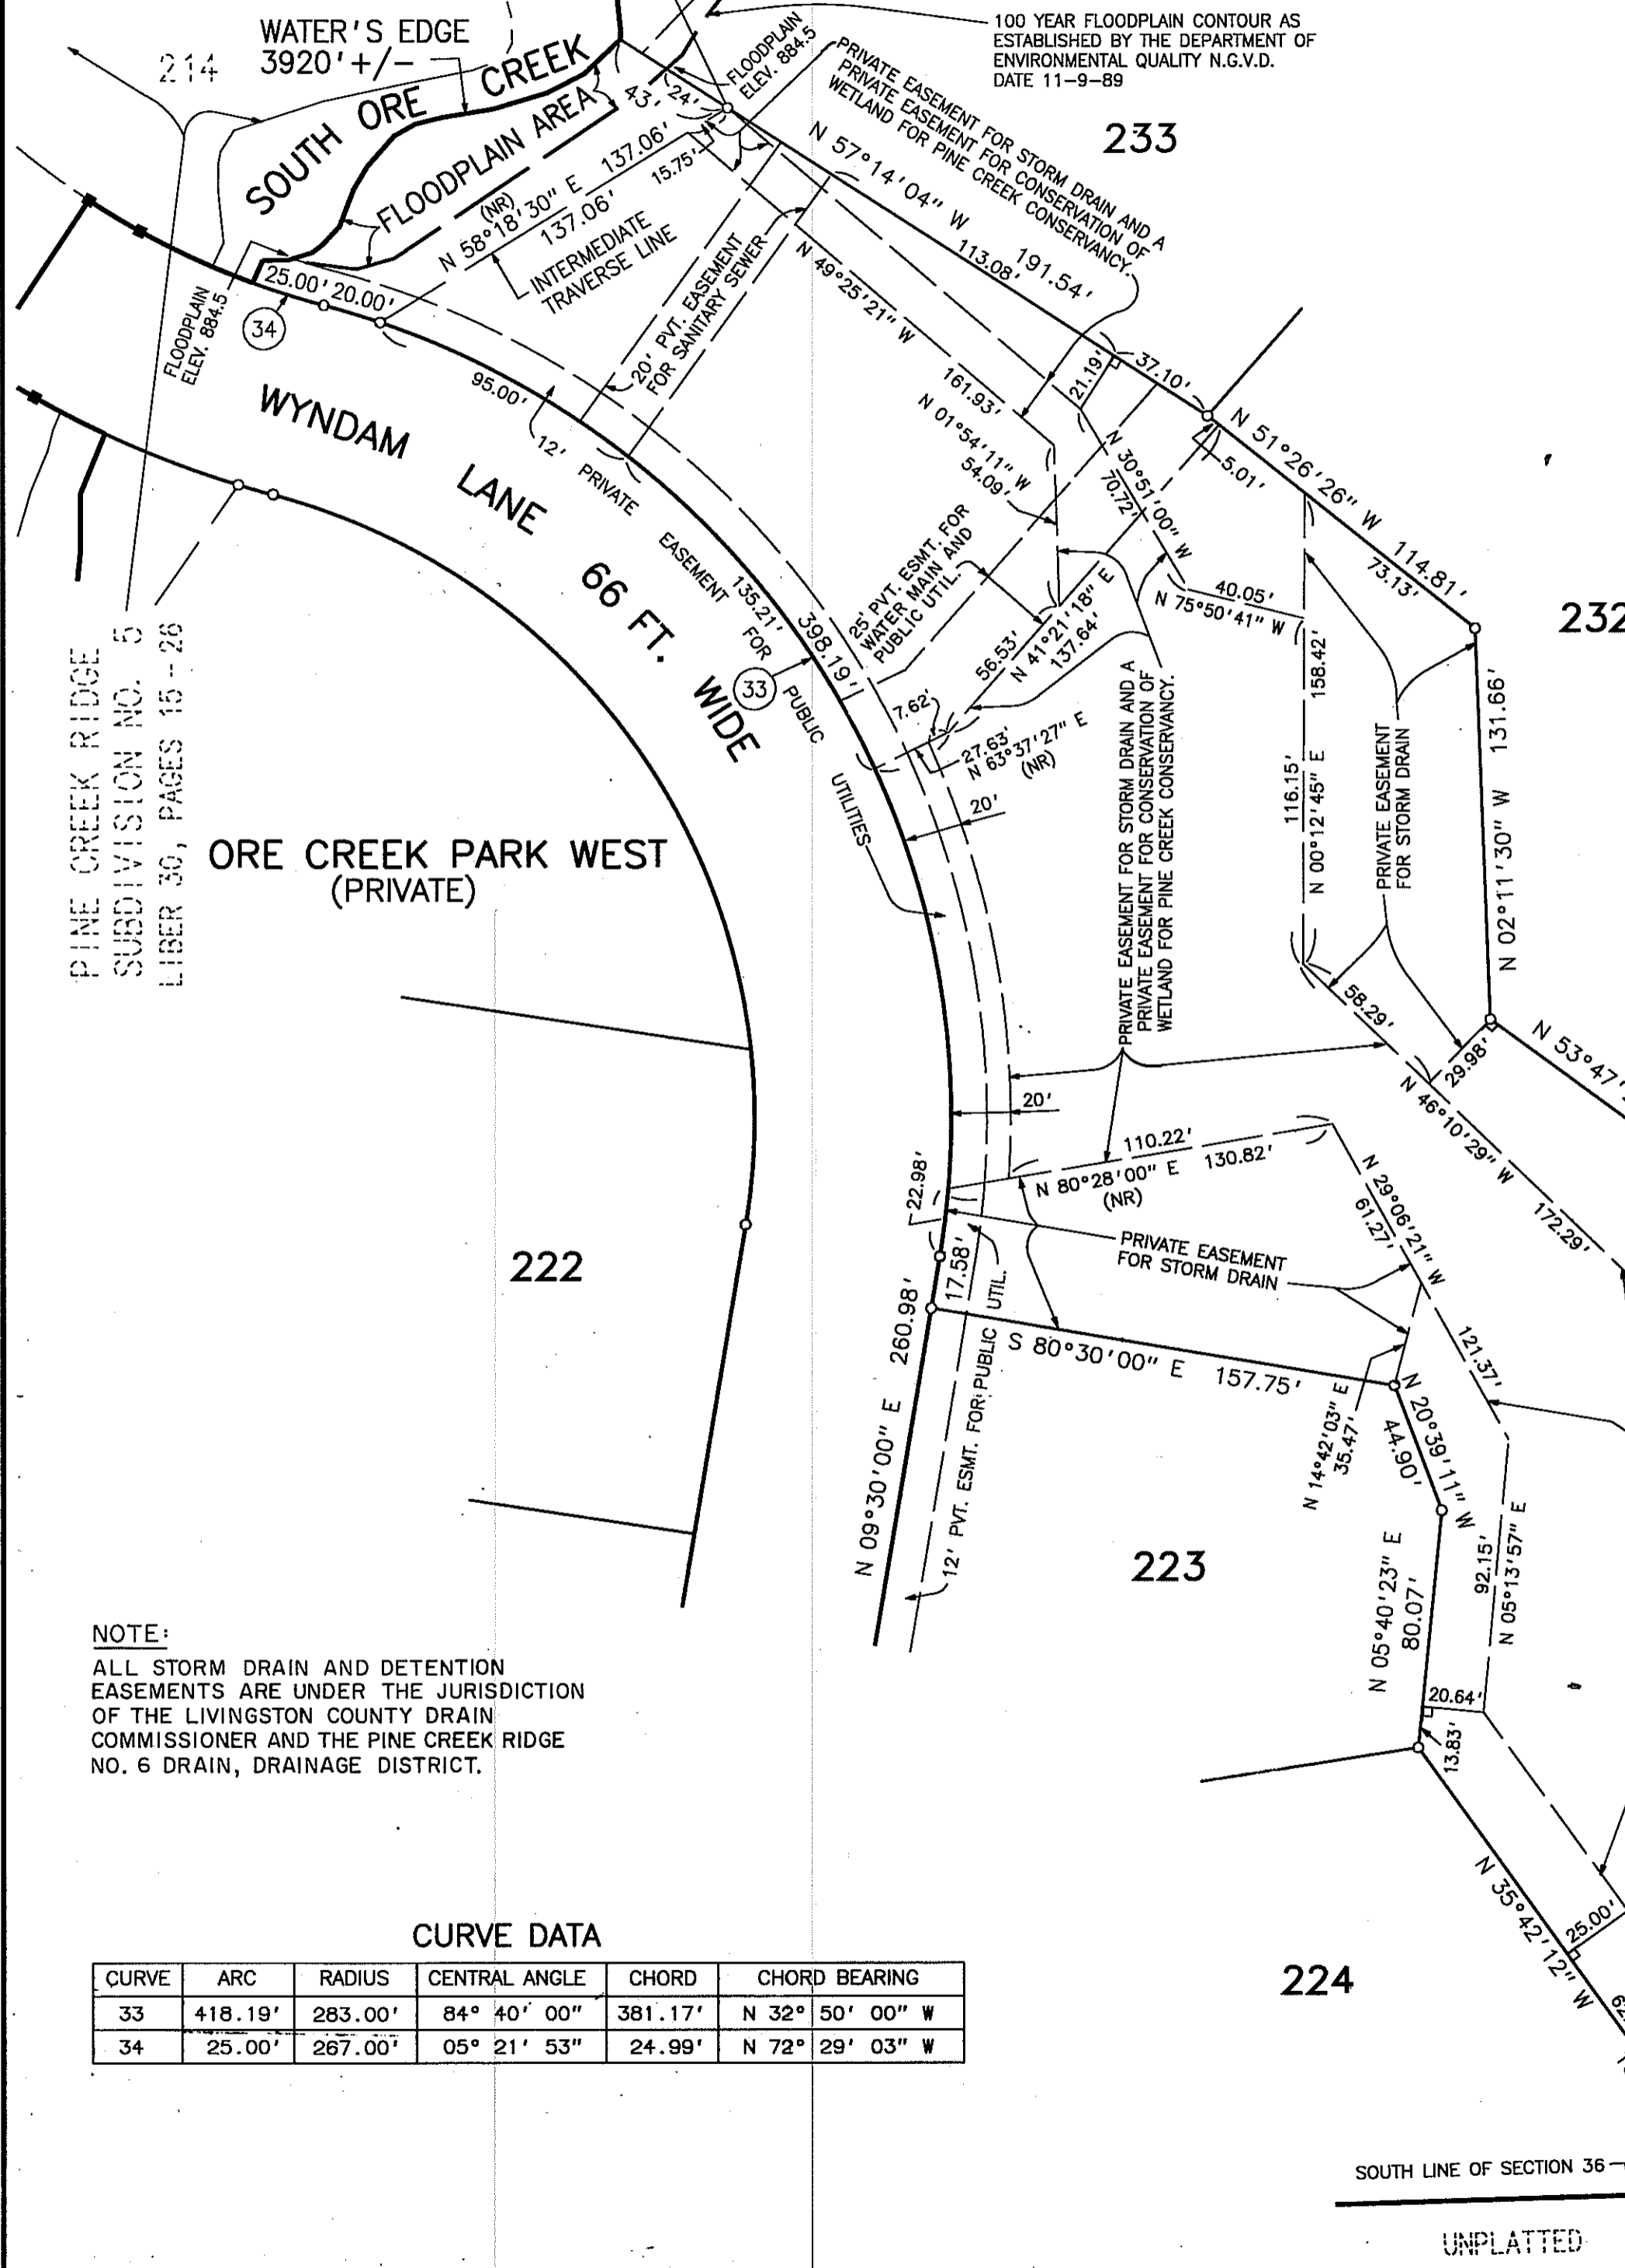 WATER'S EDGE
3920'+/-
214
SOUTH ORE CREEK
FLOODPLAIN AREA
100 YEAR FLOODPLAIN CONTOUR AS
ESTABLISHED BY THE DEPARTMENT OF
ENVIRONMENTAL QUALITY N.G.V.D.
DATE 11-9-89
233
FLOODPLAIN
ELEV. 884.5
43'
24'
PRIVATE EASEMENT FOR STORM DRAIN AND A
PRIVATE EASEMENT FOR CONSERVATION OF
WETLAND FOR PINE CREEK CONSERVANCY.
(NR)
N 58°18'30" E 137.06'
137.06'
15.75'
INTERMEDIATE
TRAVERSE LINE
N 57°14'04" W 191.54'
113.08'
N 49°25'21" W
161.93'
25.00' 20.00'
34
FLOODPLAIN
ELEV. 884.5
20' PVT. EASEMENT
FOR SANITARY SEWER
95.00'
12' PRIVATE EASEMENT FOR PUBLIC UTILITIES
WYNDAM LANE 66 FT. WIDE
21.19'
37.10'
N 01°54'11" W
54.09'
N 30°51'00" W
70.72'
5.01'
N 51°26'26" W 114.81'
73.13'
232
135.21'
398.19'
33
25' PVT. ESMT. FOR
WATER MAIN AND
PUBLIC UTIL.
56.53'
N 41°21'18" E
137.64'
40.05'
N 75°50'41" W
7.62'
27.63'
N 63°37'27" E
(NR)
20'
PINE CREEK RIDGE
SUBDIVISION NO. 5
LIBER 30, PAGES 15-26
ORE CREEK PARK WEST
(PRIVATE)
PRIVATE EASEMENT FOR STORM DRAIN AND A
PRIVATE EASEMENT FOR CONSERVATION OF
WETLAND FOR PINE CREEK CONSERVANCY.
116.15'
N 00°12'45" E 158.42'
PRIVATE EASEMENT
FOR STORM DRAIN
N 02°11'30" W 131.66'
58.29'
29.98'
N 53°47'
N 46°10'29" W 172.29'
20'
110.22'
N 80°28'00" E 130.82'
(NR)
22.98'
N 29°06'21" W
61.27'
121.37'
PRIVATE EASEMENT
FOR STORM DRAIN
222
17.58'
N 09°30'00" E 260.98'
12' PVT. ESMT. FOR PUBLIC UTIL.
S 80°30'00" E 157.75'
N 14°42'03" E
35.47'
N 20°39'11" W
44.90'
223
N 05°40'23" E
80.07'
92.15'
N 05°13'57" E
20.64'
13.83'
N 35°42'12" W
25.00'
224
NOTE:
ALL STORM DRAIN AND DETENTION
EASEMENTS ARE UNDER THE JURISDICTION
OF THE LIVINGSTON COUNTY DRAIN
COMMISSIONER AND THE PINE CREEK RIDGE
NO. 6 DRAIN, DRAINAGE DISTRICT.
CURVE DATA
CURVE ARC RADIUS CENTRAL ANGLE CHORD CHORD BEARING
33 418.19' 283.00' 84° 40' 00" 381.17' N 32° 50' 00" W
34 25.00' 267.00' 05° 21' 53" 24.99' N 72° 29' 03" W
SOUTH LINE OF SECTION 36
UNPLATTED